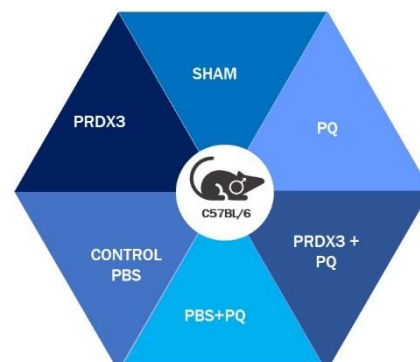 SHAM
PQ
PRDX3 +
PQ
PBS+PQ
CONTROL
PBS
PRDX3
C57BL/6